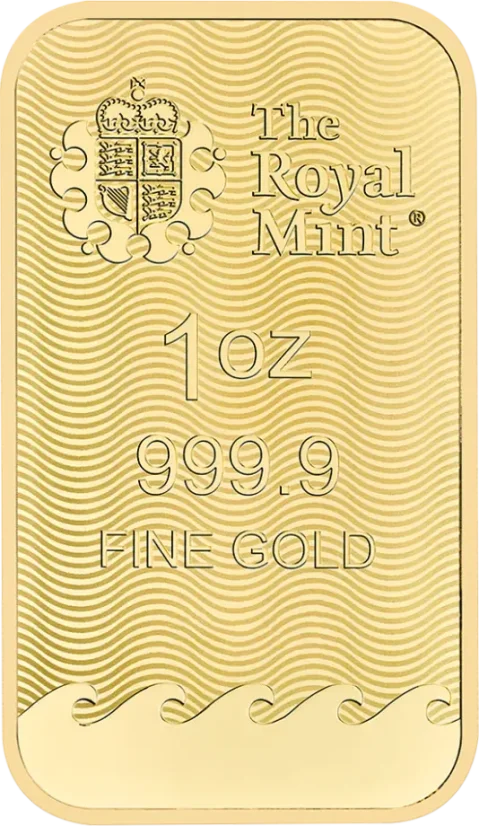 The
Royal
Mint®
1oz
999.9
FINE GOLD